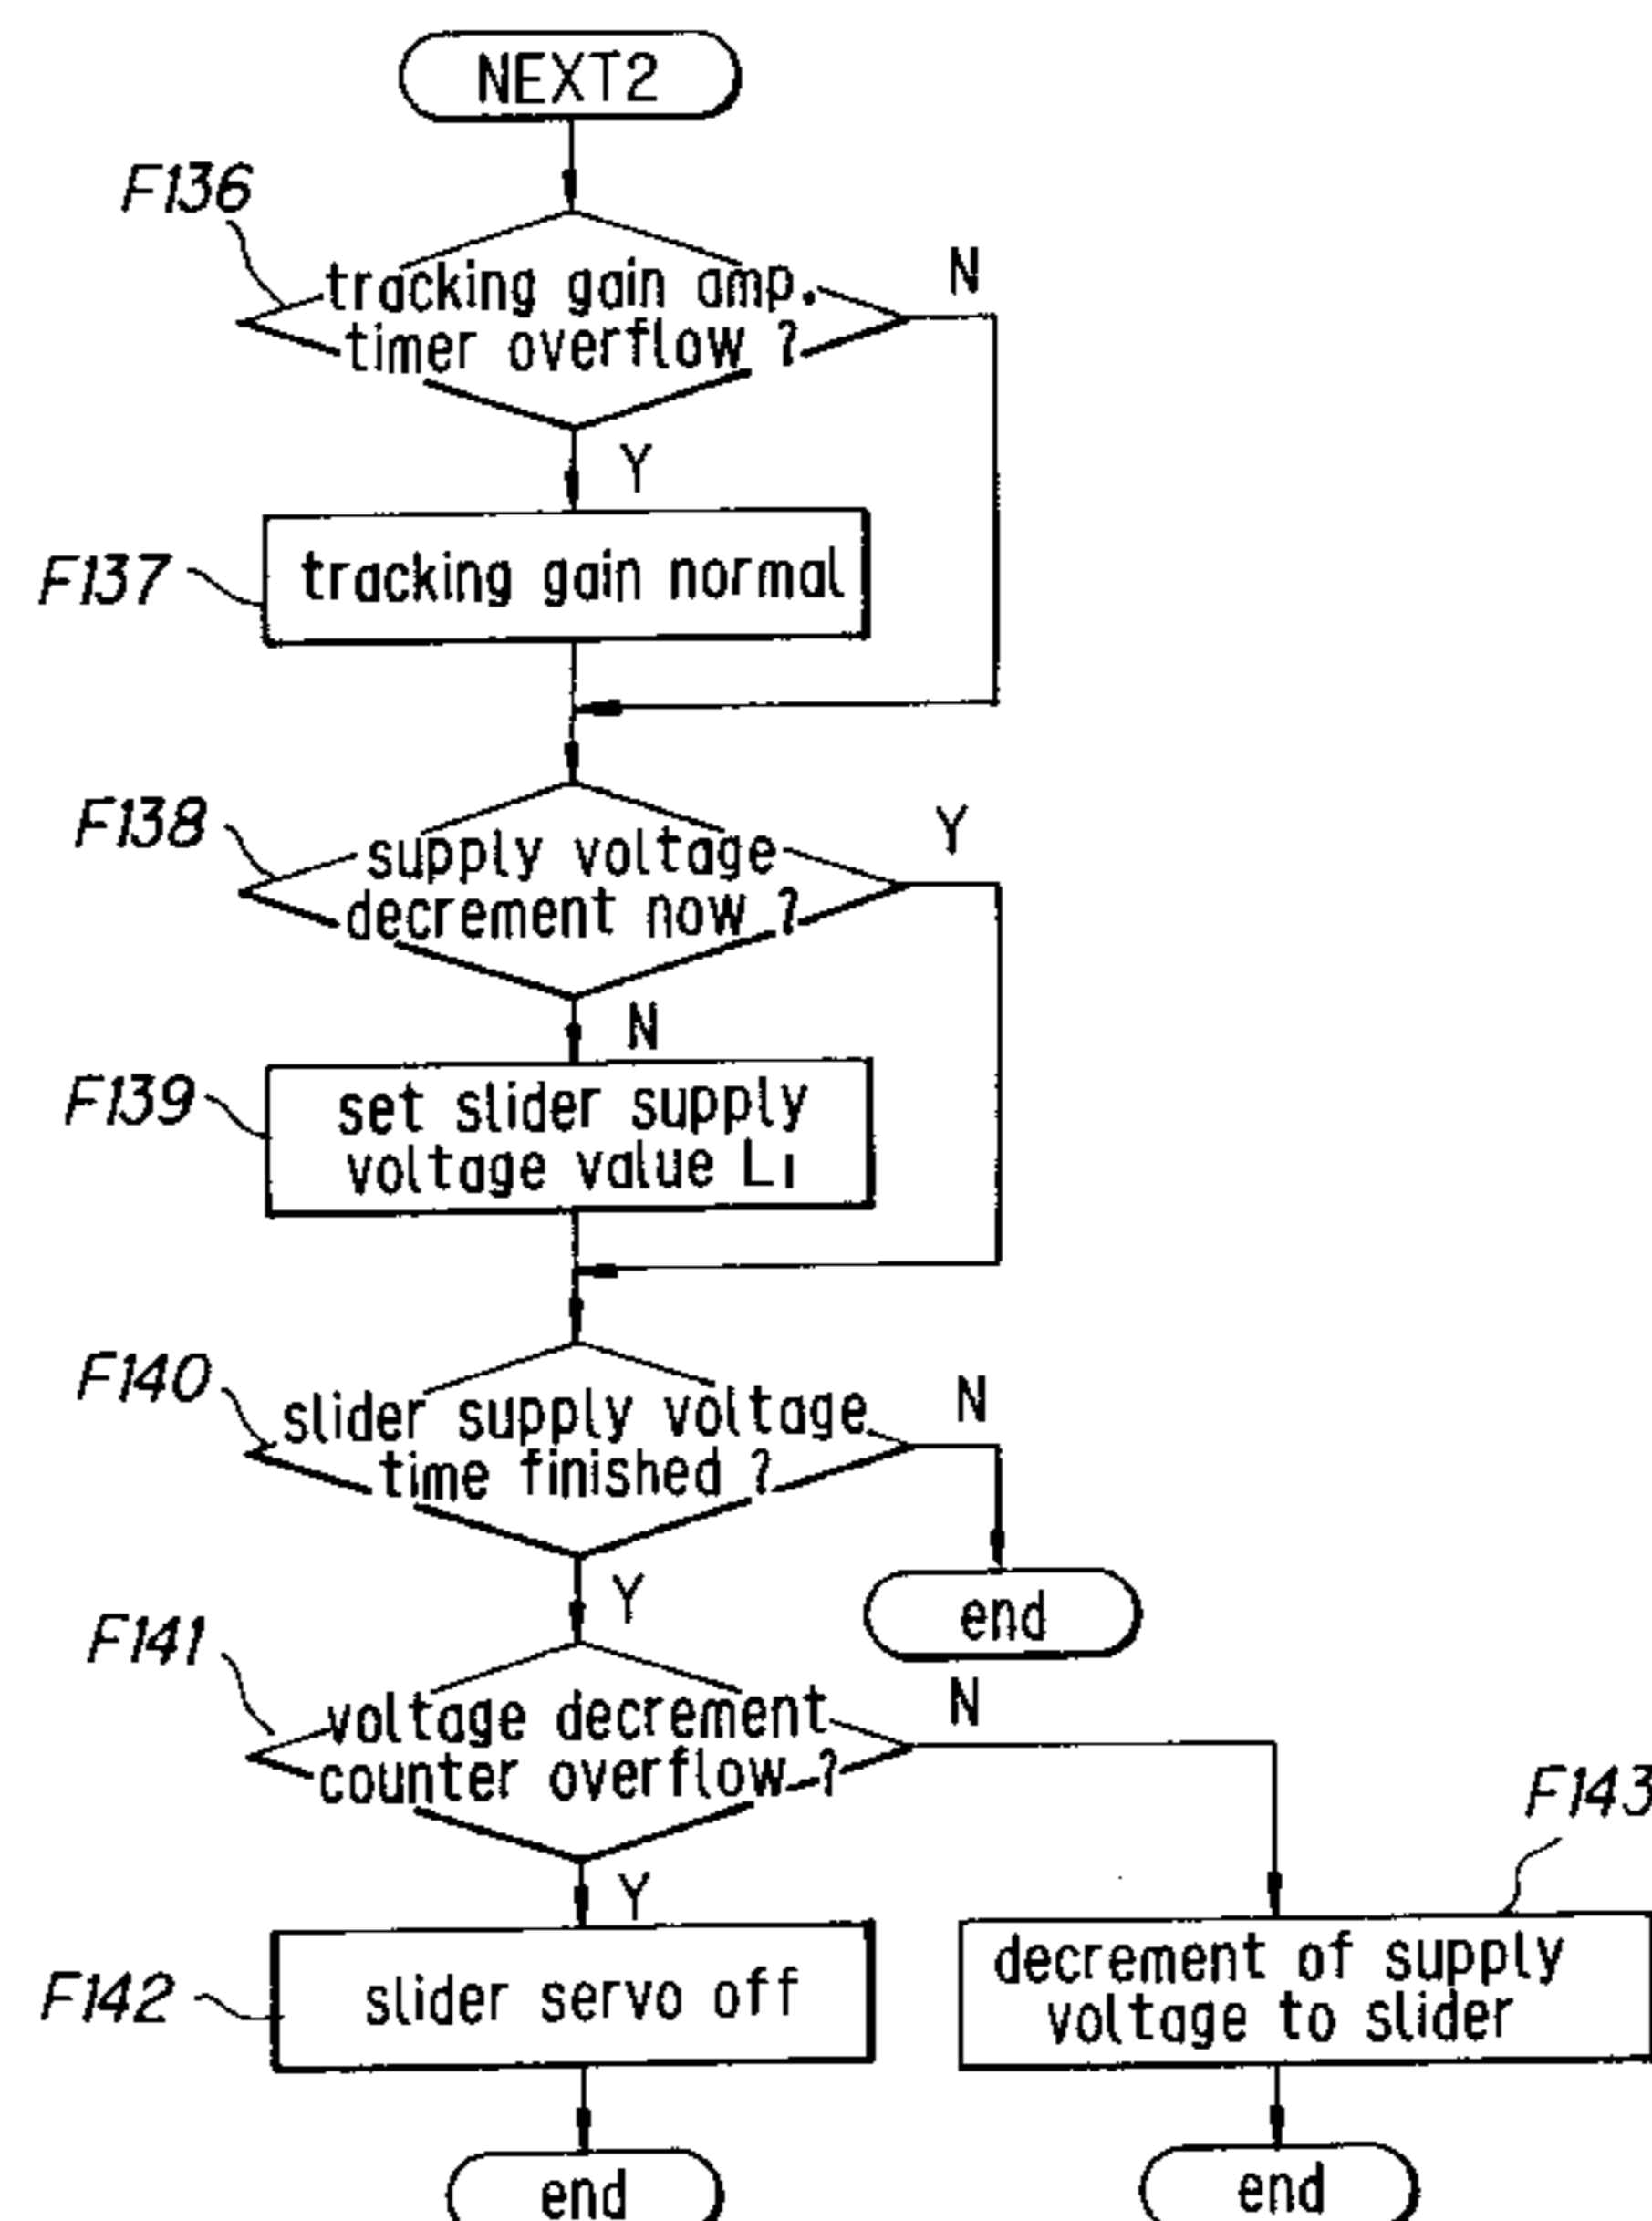 NEXT2
F136
tracking gain amp.
timer overflow ?
N
Y
F137
tracking gain normal
F138
supply voltage
decrement now ?
Y
N
F139
set slider supply
voltage value L1
F140
slider supply voltage
time finished ?
N
end
Y
F141
voltage decrement
counter overflow ?
N
Y
F142
slider servo off
F143
decrement of supply
voltage to slider
end
end